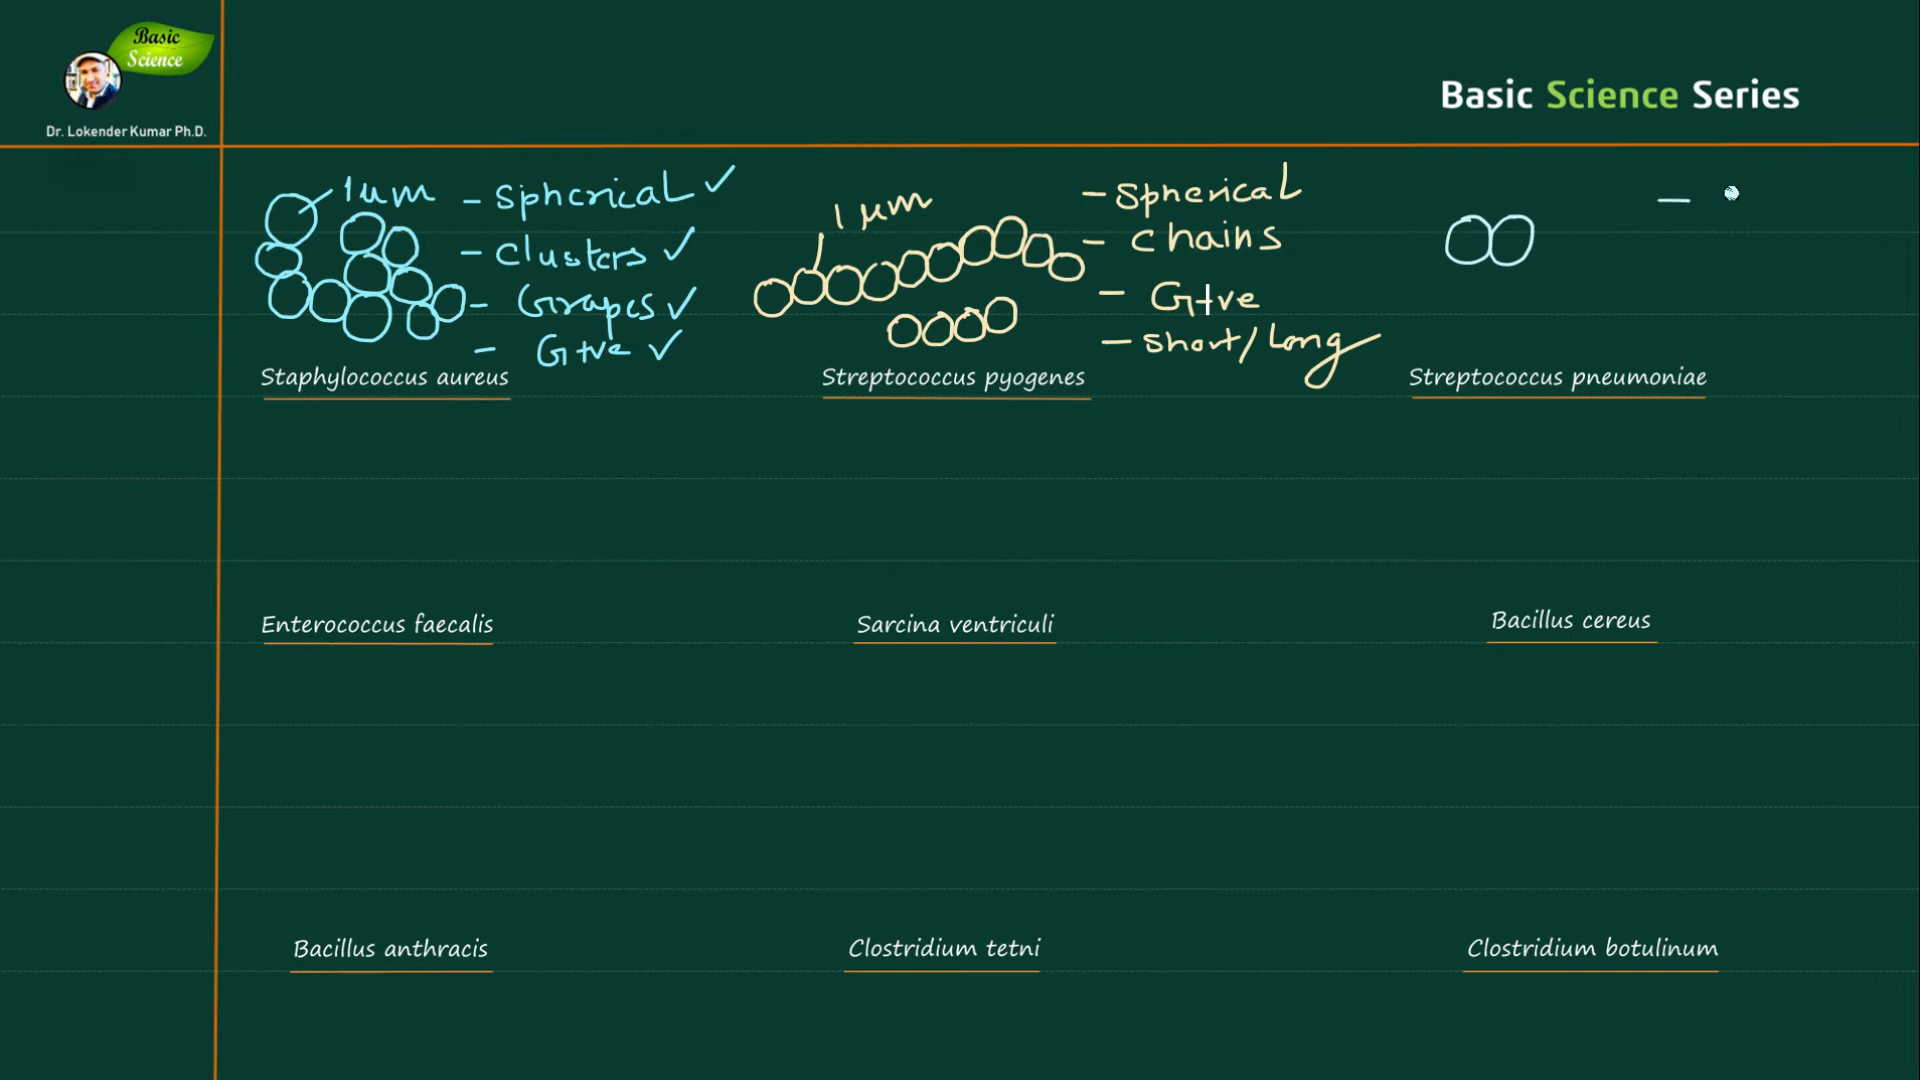 Basic
Science
Dr. Lokender Kumar Ph.D.
Basic Science Series
1 um
- Spherical ✓
- Clusters ✓
- Grapes ✓
- G+ve ✓
Staphylococcus aureus
1 μm
- Spherical
- Chains
- G+ve
- Short/Long
Streptococcus pyogenes
-
Streptococcus pneumoniae
Enterococcus faecalis
Sarcina ventriculi
Bacillus cereus
Bacillus anthracis
Clostridium tetni
Clostridium botulinum